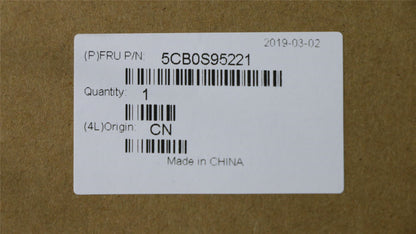 2019-03-02
(P)FRU P/N: 5CB0S95221
Quantity: 1
(4L)Origin: CN
Made in CHINA